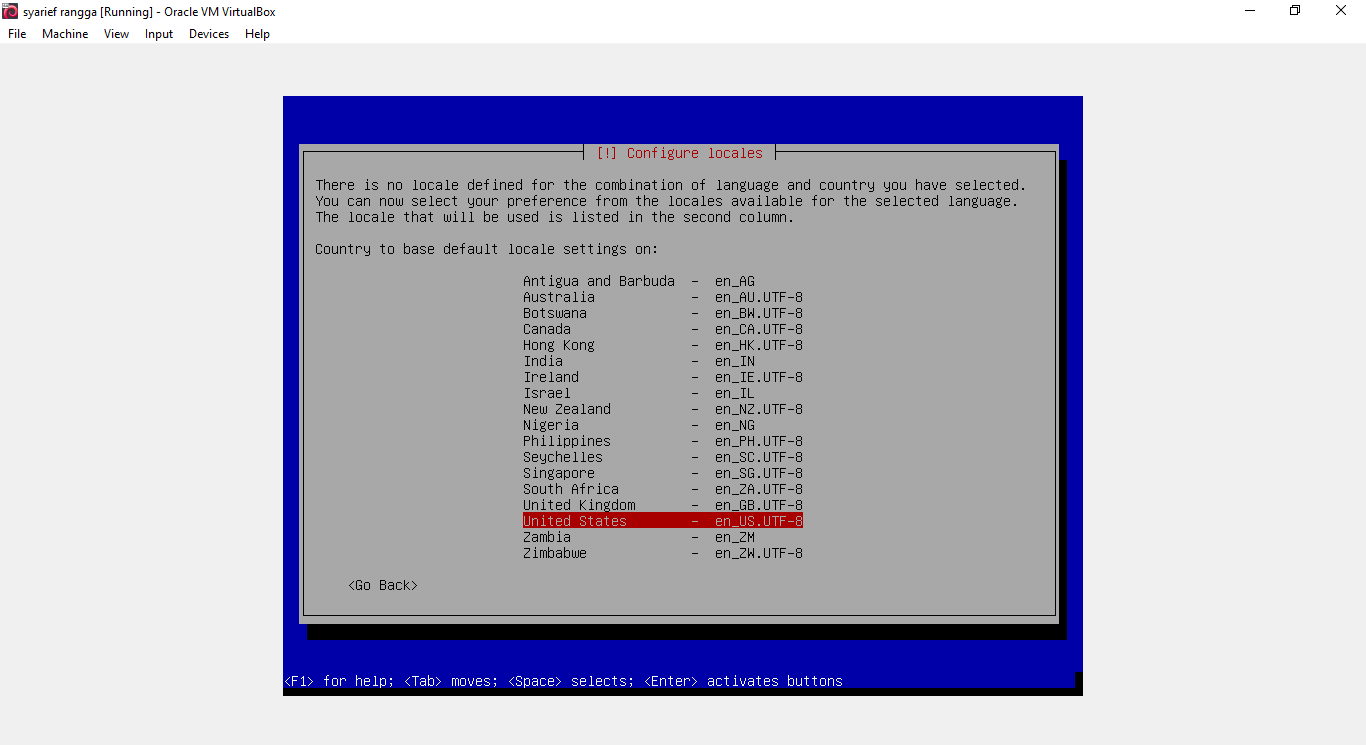 syarief rangga [Running] - Oracle VM VirtualBox
File Machine View Input Devices Help
[!] Configure locales
There is no locale defined for the combination of language and country you have selected.
You can now select your preference from the locales available for the selected language.
The locale that will be used is listed in the second column.
Country to base default locale settings on:
Antigua and Barbuda - en_AG
Australia - en_AU.UTF-8
Botswana - en_BW.UTF-8
Canada - en_CA.UTF-8
Hong Kong - en_HK.UTF-8
India - en_IN
Ireland - en_IE.UTF-8
Israel - en_IL
New Zealand - en_NZ.UTF-8
Nigeria - en_NG
Philippines - en_PH.UTF-8
Seychelles - en_SC.UTF-8
Singapore - en_SG.UTF-8
South Africa - en_ZA.UTF-8
United Kingdom - en_GB.UTF-8
United States - en_US.UTF-8
Zambia - en_ZM
Zimbabwe - en_ZW.UTF-8
<Go Back>
<F1> for help; <Tab> moves; <Space> selects; <Enter> activates buttons